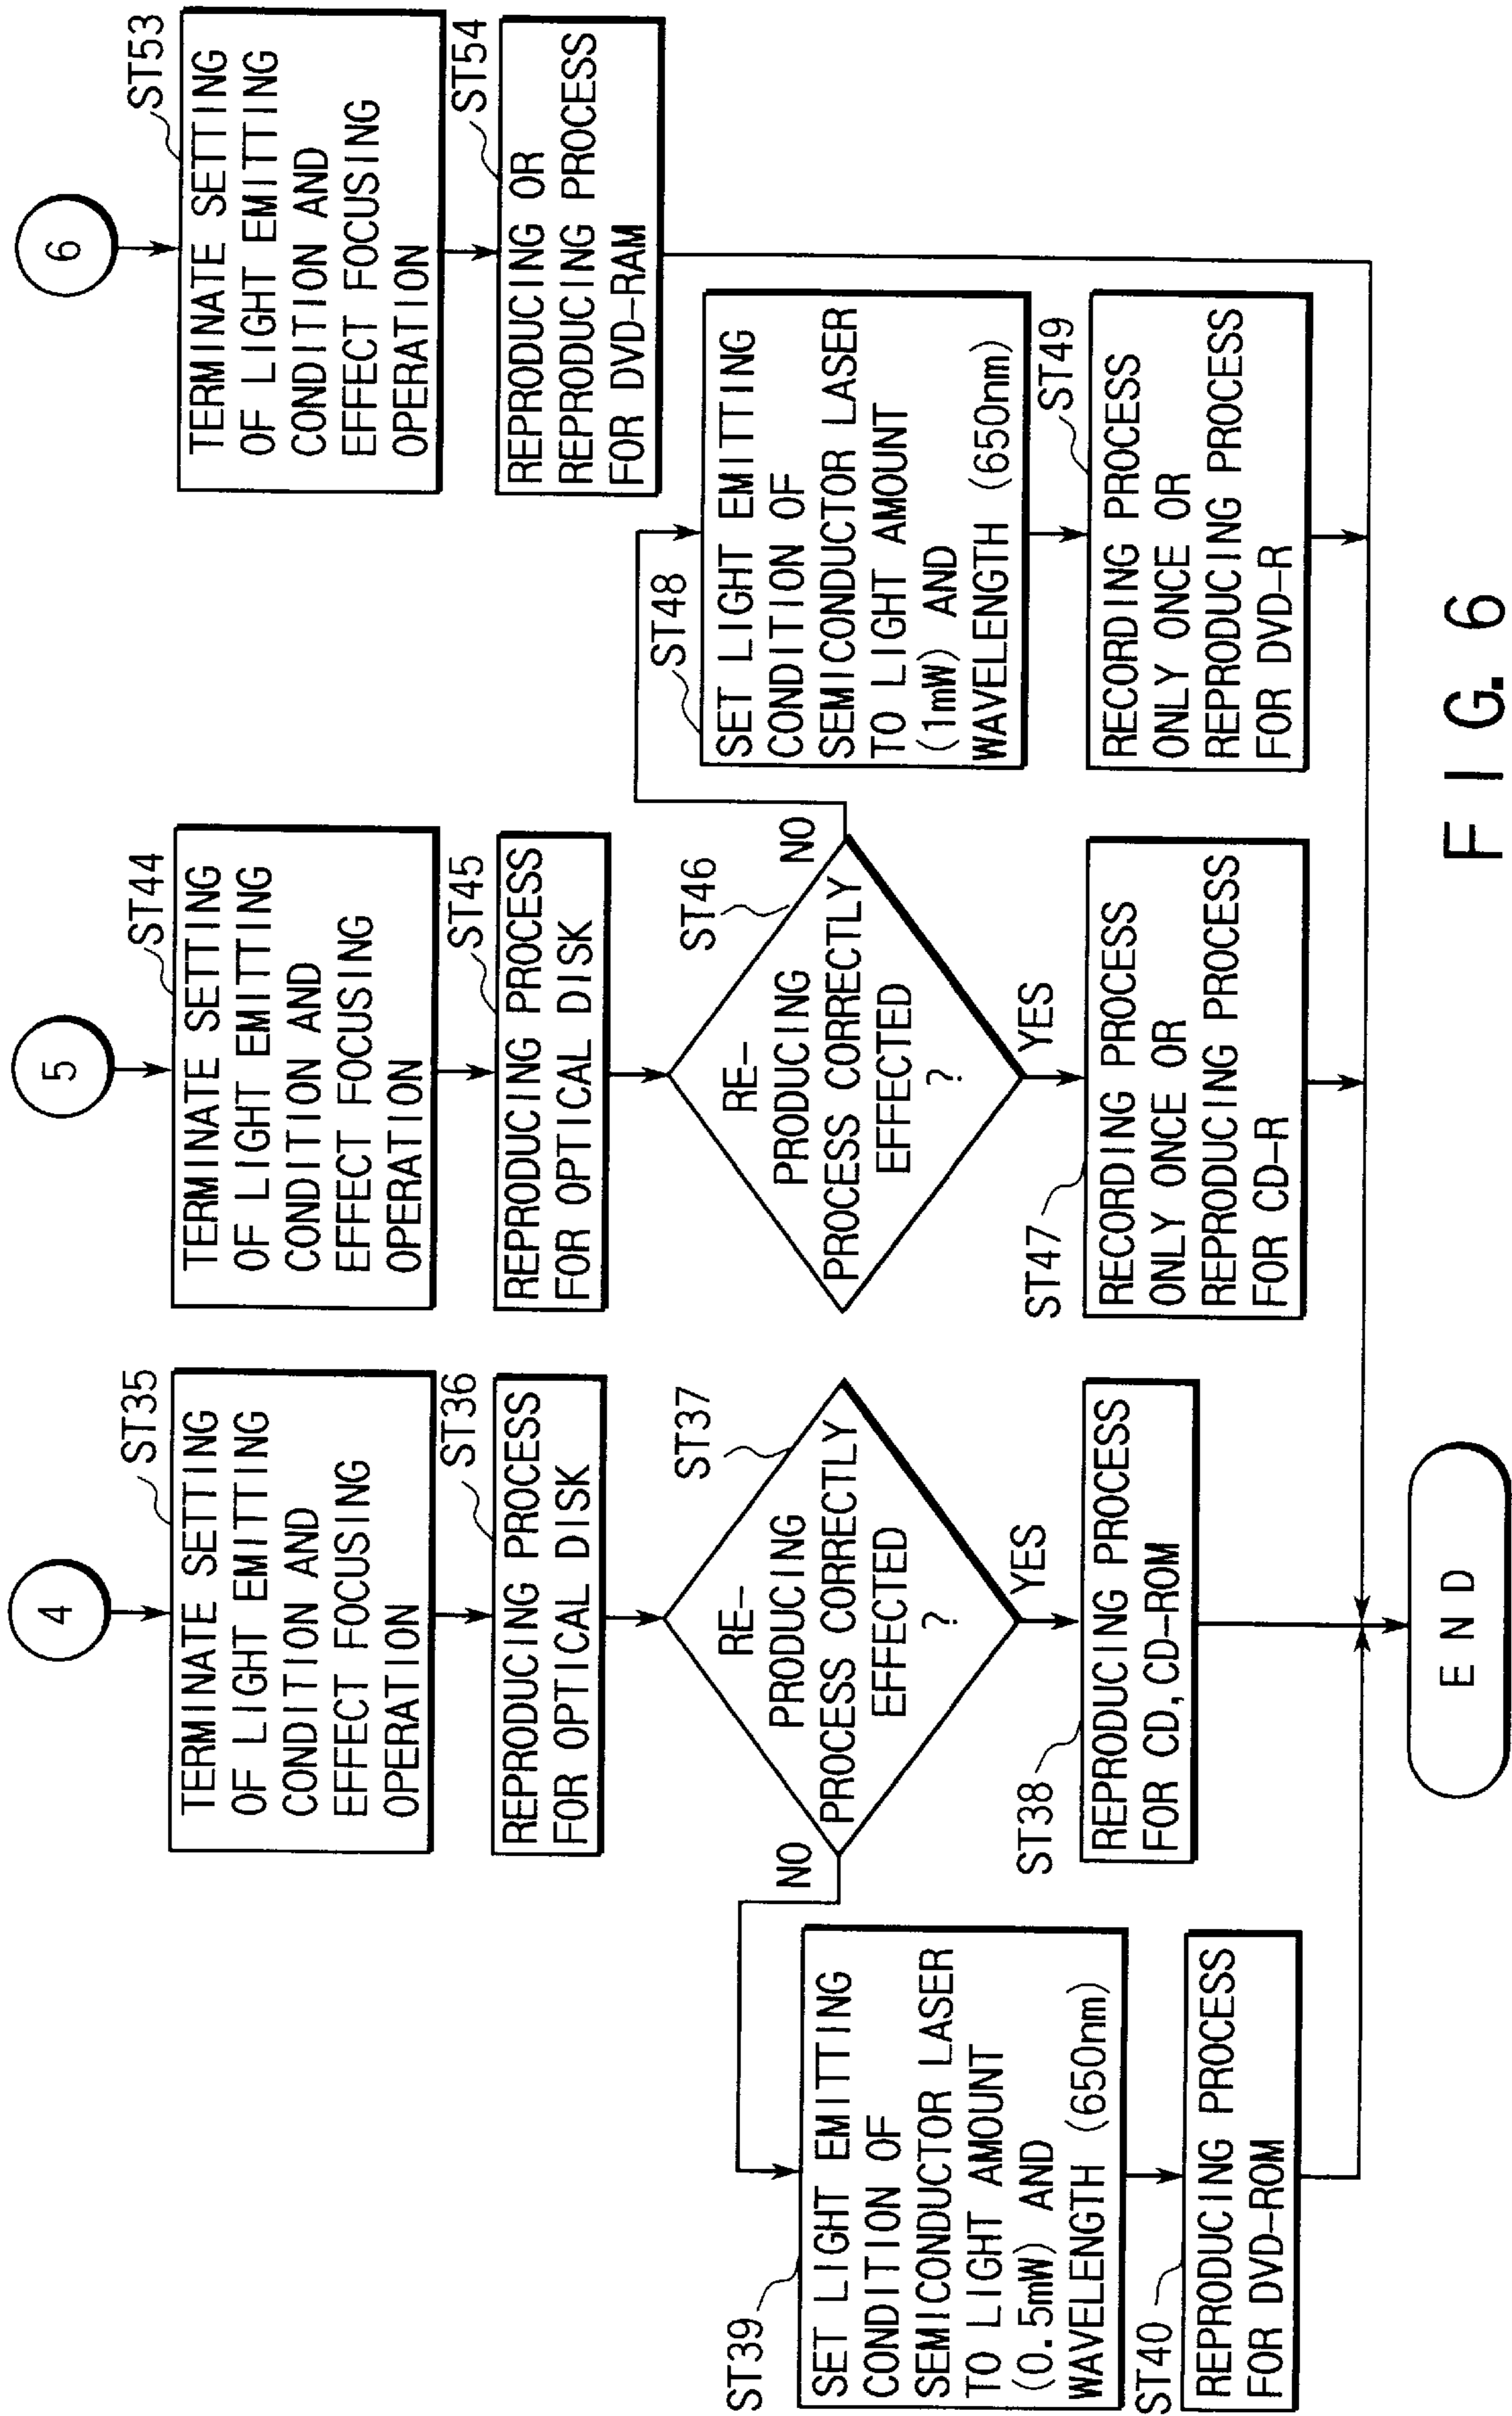 4
ST35
TERMINATE SETTING
OF LIGHT EMITTING
CONDITION AND
EFFECT FOCUSING
OPERATION
ST36
REPRODUCING PROCESS
FOR OPTICAL DISK
ST37
RE-
PRODUCING
PROCESS CORRECTLY
EFFECTED
?
NO
YES
ST38
REPRODUCING PROCESS
FOR CD, CD-ROM
ST39
SET LIGHT EMITTING
CONDITION OF
SEMICONDUCTOR LASER
TO LIGHT AMOUNT
(0.5mW) AND
WAVELENGTH (650nm)
ST40
REPRODUCING PROCESS
FOR DVD-ROM
5
ST44
TERMINATE SETTING
OF LIGHT EMITTING
CONDITION AND
EFFECT FOCUSING
OPERATION
ST45
REPRODUCING PROCESS
FOR OPTICAL DISK
ST46
RE-
PRODUCING
PROCESS CORRECTLY
EFFECTED
?
NO
YES
ST47
RECORDING PROCESS
ONLY ONCE OR
REPRODUCING PROCESS
FOR CD-R
ST48
SET LIGHT EMITTING
CONDITION OF
SEMICONDUCTOR LASER
TO LIGHT AMOUNT
(1mW) AND
WAVELENGTH (650nm)
ST49
RECORDING PROCESS
ONLY ONCE OR
REPRODUCING PROCESS
FOR DVD-R
6
ST53
TERMINATE SETTING
OF LIGHT EMITTING
CONDITION AND
EFFECT FOCUSING
OPERATION
ST54
REPRODUCING OR
REPRODUCING PROCESS
FOR DVD-RAM
END
FIG. 6